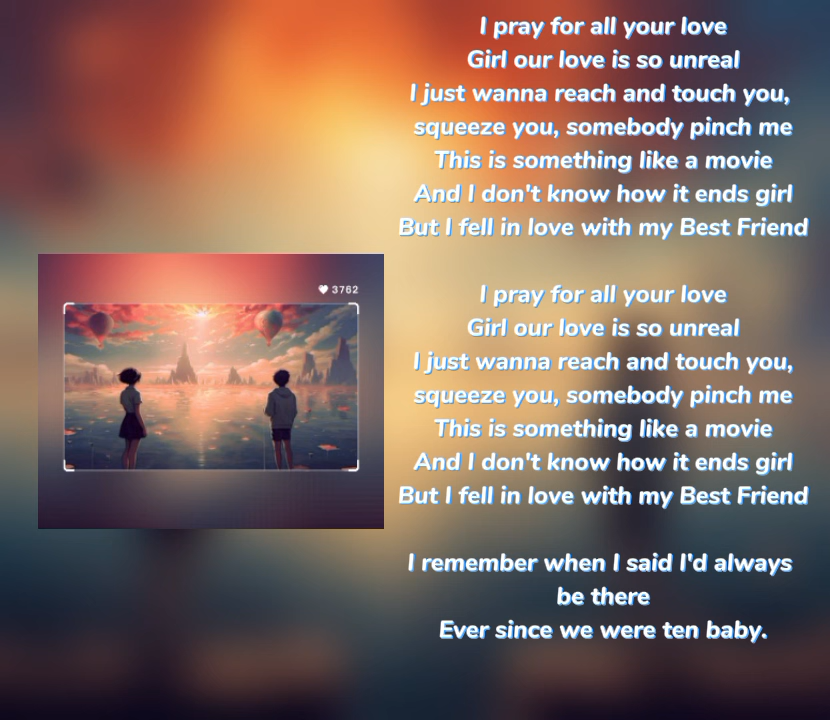 I pray for all your love
Girl our love is so unreal
I just wanna reach and touch you,
squeeze you, somebody pinch me
This is something like a movie
And I don't know how it ends girl
But I fell in love with my Best Friend
3762
I pray for all your love
Girl our love is so unreal
I just wanna reach and touch you,
squeeze you, somebody pinch me
This is something like a movie
And I don't know how it ends girl
But I fell in love with my Best Friend
I remember when I said I'd always
be there
Ever since we were ten baby.